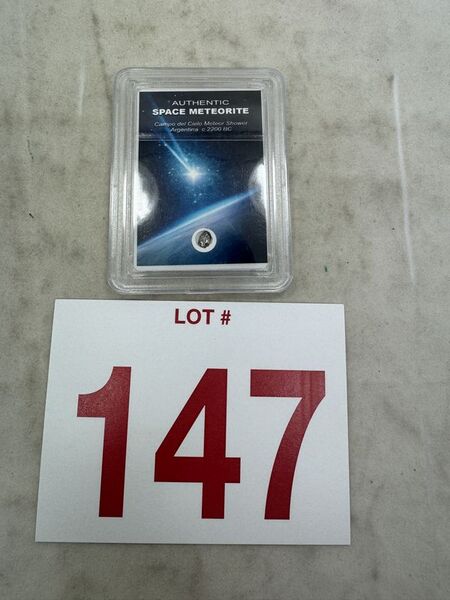 AUTHENTIC
SPACE METEORITE
Campo del Cielo Meteor Shower
Argentina c 2200 BC
LOT #
147